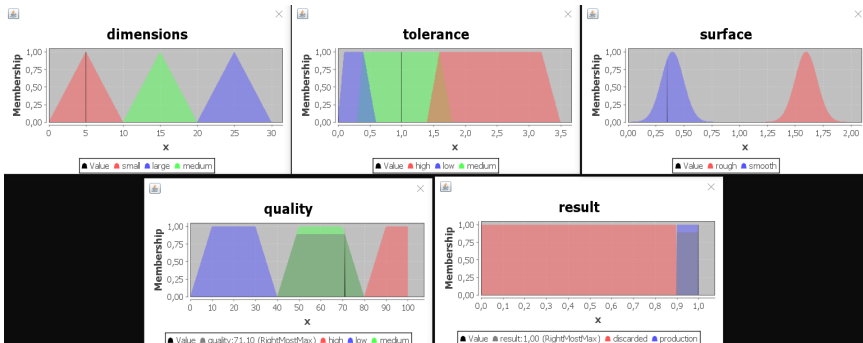 dimensions
Membership
1,00
0,75
0,50
0,25
0,00
0 5 10 15 20 25 30
x
Value small large medium
tolerance
Membership
1,00
0,75
0,50
0,25
0,00
0,0 0,5 1,0 1,5 2,0 2,5 3,0 3,5
x
Value high low medium
surface
Membership
1,00
0,75
0,50
0,25
0,00
0,00 0,25 0,50 0,75 1,00 1,25 1,50 1,75 2,00
x
Value rough smooth
quality
Membership
1,00
0,75
0,50
0,25
0,00
0 10 20 30 40 50 60 70 80 90 100
x
Value quality:71,10 (RightMostMax) high low medium
result
Membership
1,00
0,75
0,50
0,25
0,00
0,0 0,1 0,2 0,3 0,4 0,5 0,6 0,7 0,8 0,9 1,0
x
Value result:1,00 (RightMostMax) discarded production